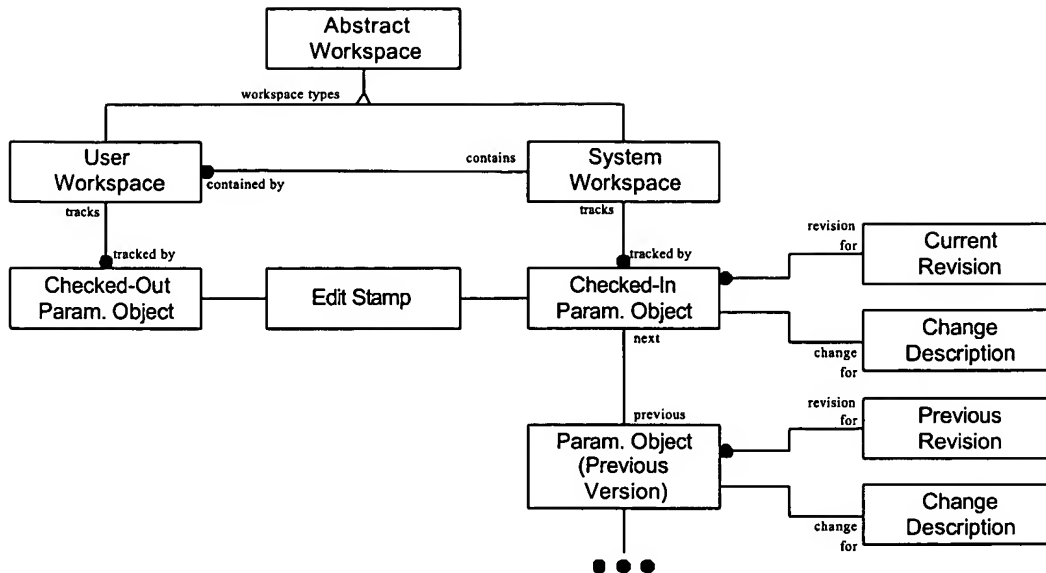 Abstract
Workspace
workspace types
User
Workspace
contains
contained by
System
Workspace
tracks
tracks
tracked by
tracked by
revision
for
Current
Revision
Checked-Out
Param. Object
Edit Stamp
Checked-In
Param. Object
next
change
for
Change
Description
previous
revision
for
Previous
Revision
Param. Object
(Previous
Version)
change
for
Change
Description